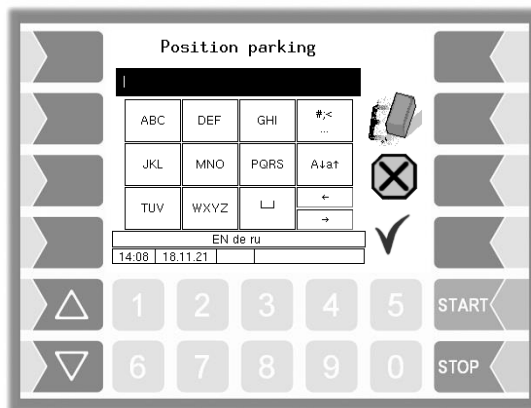 Position parking
ABC DEF GHI #;<
...
JKL MNO PQRS A↓a↑
TUV WXYZ ⎵ ←
→
EN de ru
14:08 18.11.21
1 2 3 4 5 START
6 7 8 9 0 STOP